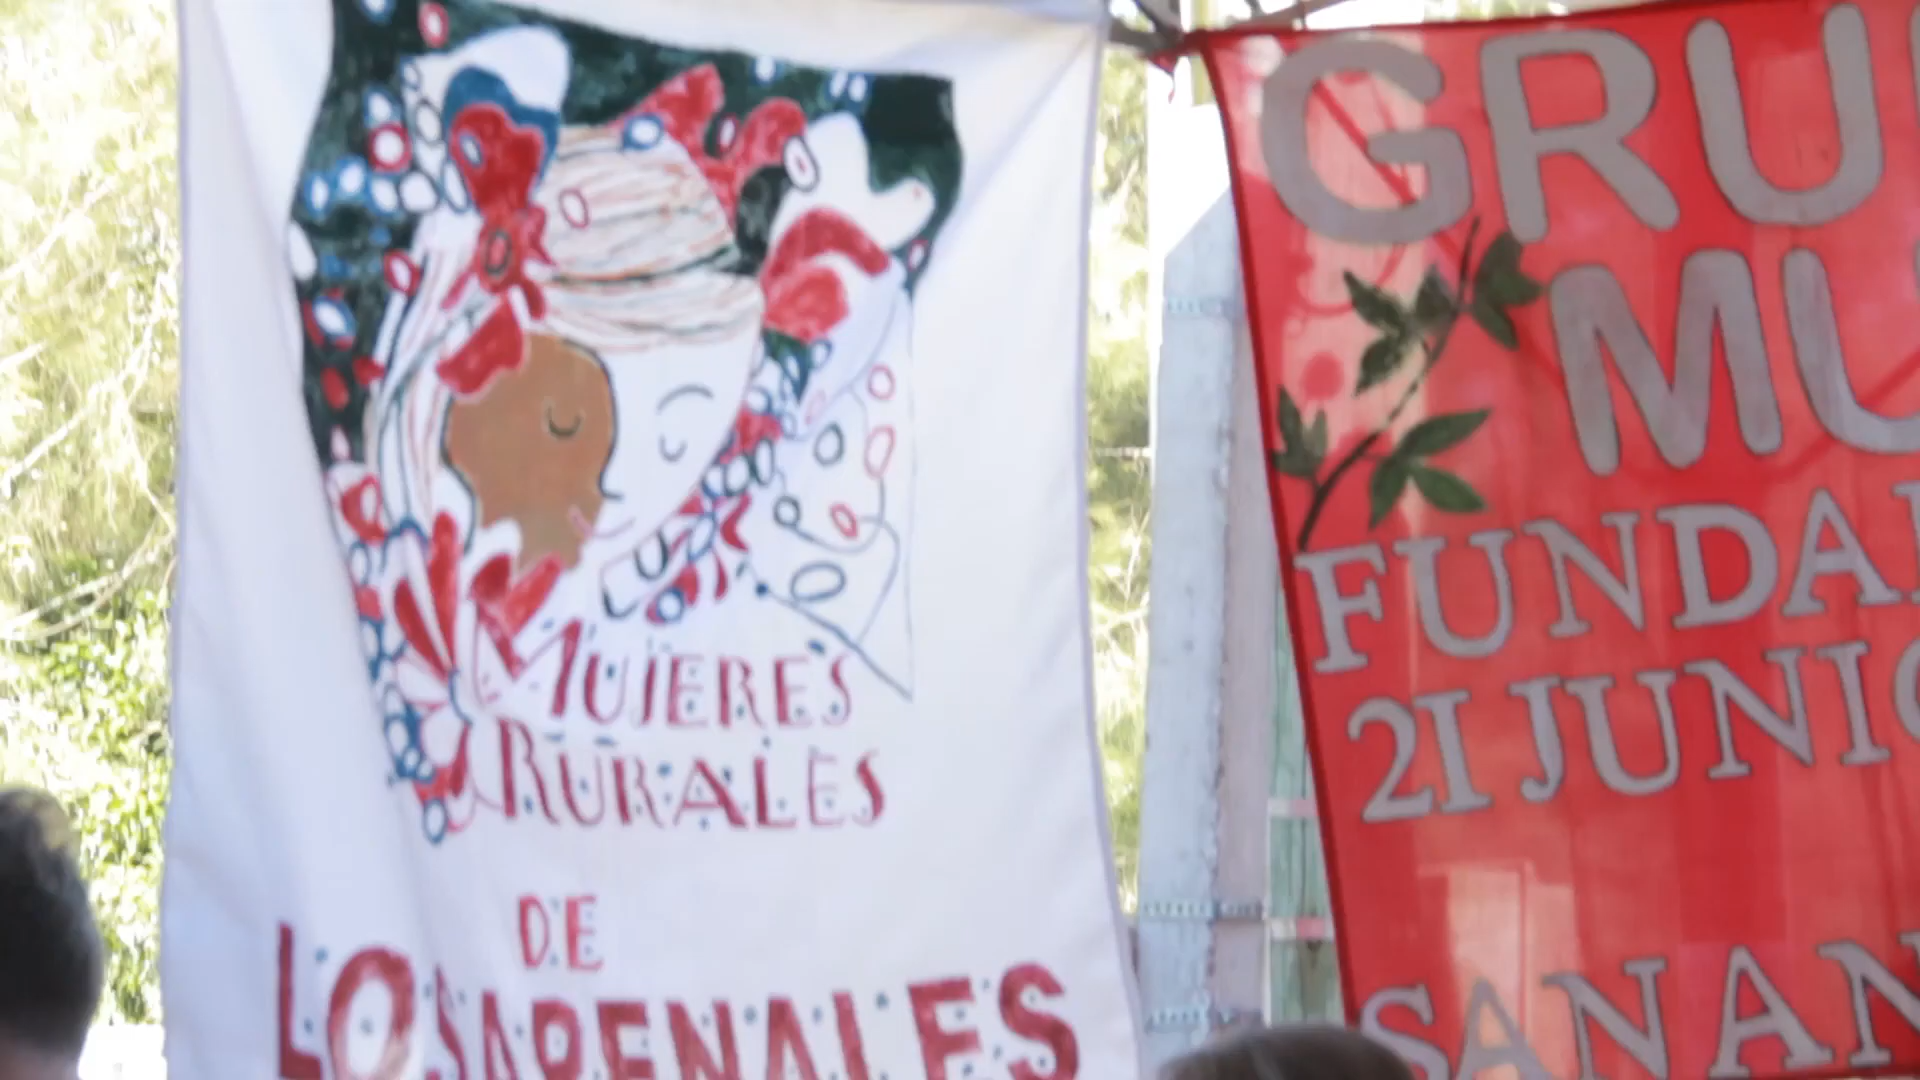 MUJERES
RURALES
DE
LOS ARENALES
GRU
MU
FUNDA
21 JUNIO
SAN AN